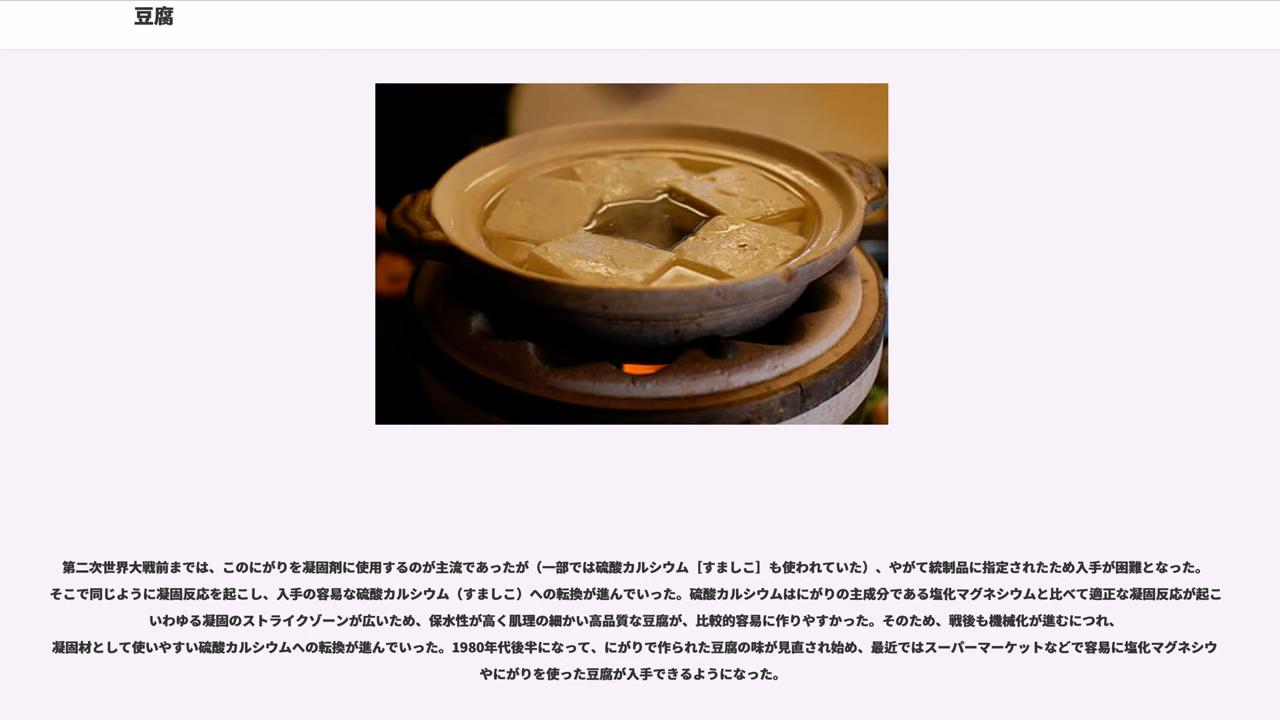 豆腐
第二次世界大戦前までは、このにがりを凝固剤に使用するのが主流であったが（一部では硫酸カルシウム［すましこ］も使われていた）、やがて統制品に指定されたため入手が困難となった。
そこで同じように凝固反応を起こし、入手の容易な硫酸カルシウム（すましこ）への転換が進んでいった。硫酸カルシウムはにがりの主成分である塩化マグネシウムと比べて適正な凝固反応が起こ
いわゆる凝固のストライクゾーンが広いため、保水性が高く肌理の細かい高品質な豆腐が、比較的容易に作りやすかった。そのため、戦後も機械化が進むにつれ、
凝固材として使いやすい硫酸カルシウムへの転換が進んでいった。1980年代後半になって、にがりで作られた豆腐の味が見直され始め、最近ではスーパーマーケットなどで容易に塩化マグネシウ
やにがりを使った豆腐が入手できるようになった。